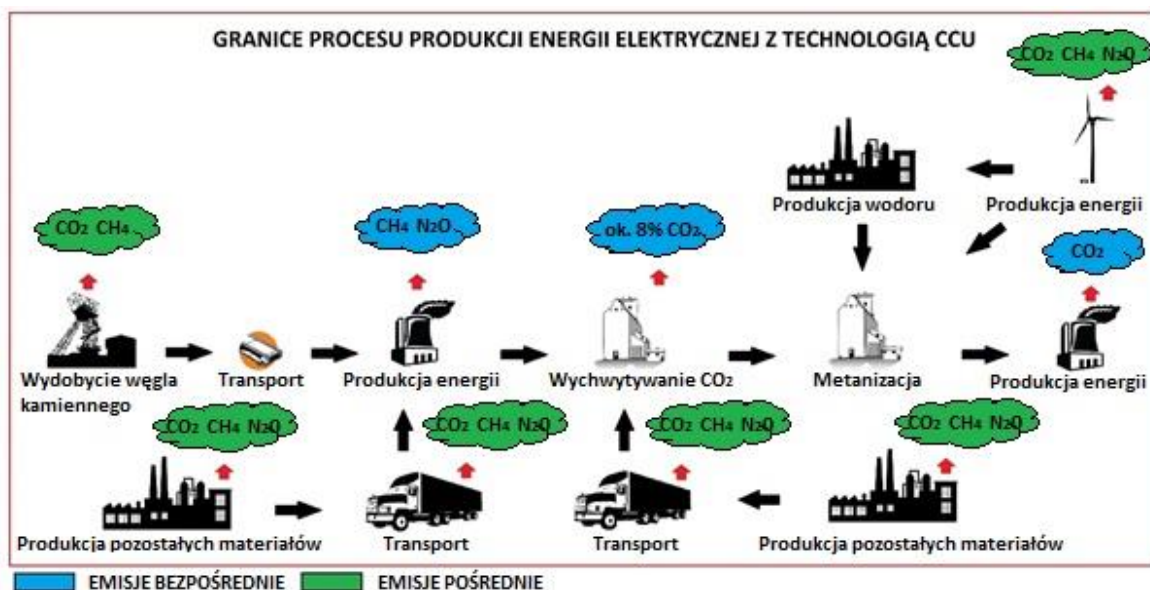 GRANICE PROCESU PRODUKCJI ENERGII ELEKTRYCZNEJ Z TECHNOLOGIĄ CCU
CO2 CH4 N2O
Produkcja wodoru
Produkcja energii
CO2 CH4
CH4 N2O
ok. 8% CO2
CO2
Wydobycie węgla
kamiennego
Transport
Produkcja energii
Wychwytywanie CO2
Metanizacja
Produkcja energii
CO2 CH4 N2O
CO2 CH4 N2O
CO2 CH4 N2O
CO2 CH4 N2O
Produkcja pozostałych materiałów
Transport
Transport
Produkcja pozostałych materiałów
EMISJE BEZPOŚREDNIE
EMISJE POŚREDNIE